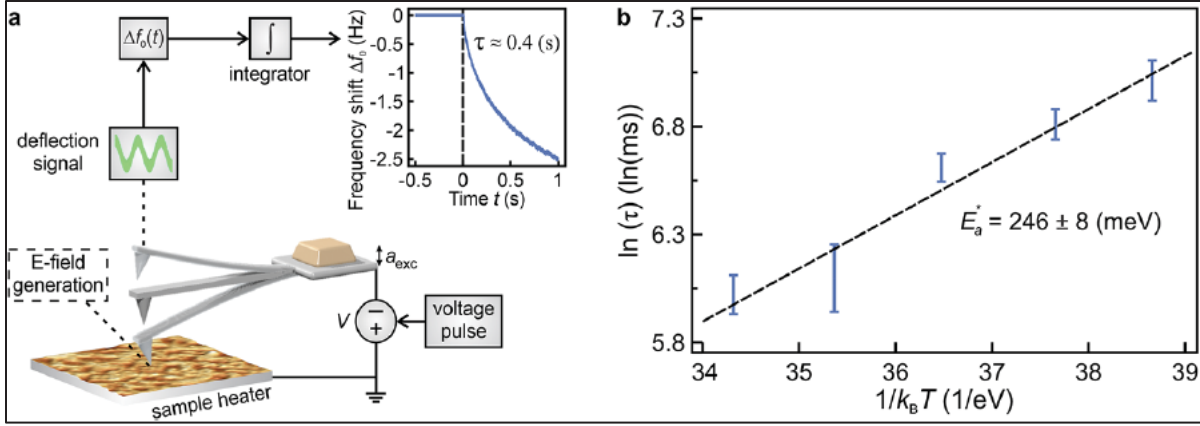 a
Δf₀(t)
∫
integrator
deflection
signal
Frequency shift Δf₀ (Hz)
0
-0.5
-1
-1.5
-2
2.5
τ ≈ 0.4 (s)
-0.5 0 0.5 1
Time t (s)
E-field
generation
a_exc
V
voltage
pulse
sample heater
b
ln (τ) (ln(ms))
7.3
6.8
6.3
5.8
E*ₐ = 246 ± 8 (meV)
34 35 36 37 38 39
1/k_BT (1/eV)